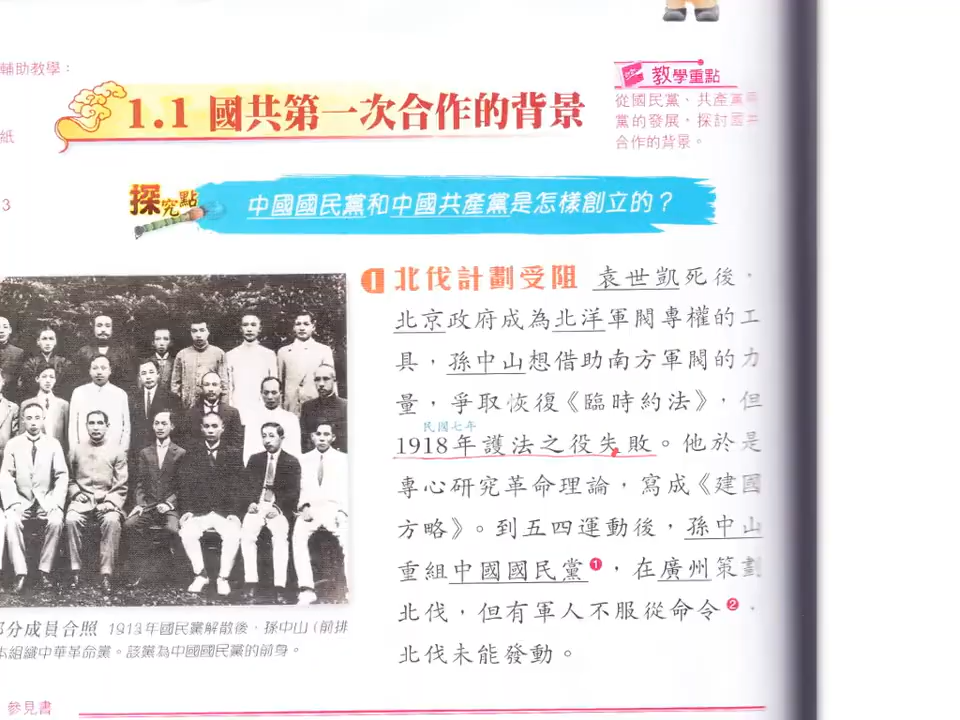 輔助教學：
紙
3
1.1 國共第一次合作的背景
教學重點
從國民黨、共產黨兩
黨的發展，探討國共
合作的背景。
探究點
中國國民黨和中國共產黨是怎樣創立的？
1 北伐計劃受阻 袁世凱死後，
北京政府成為北洋軍閥專權的工
具，孫中山想借助南方軍閥的力
量，爭取恢復《臨時約法》，但
民國七年
1918年護法之役失敗。他於是
專心研究革命理論，寫成《建國
方略》。到五四運動後，孫中山
重組中國國民黨1，在廣州策劃
北伐，但有軍人不服從命令2，
北伐未能發動。
部分成員合照 1913年國民黨解散後，孫中山（前排
本組織中華革命黨。該黨為中國國民黨的前身。
參見書